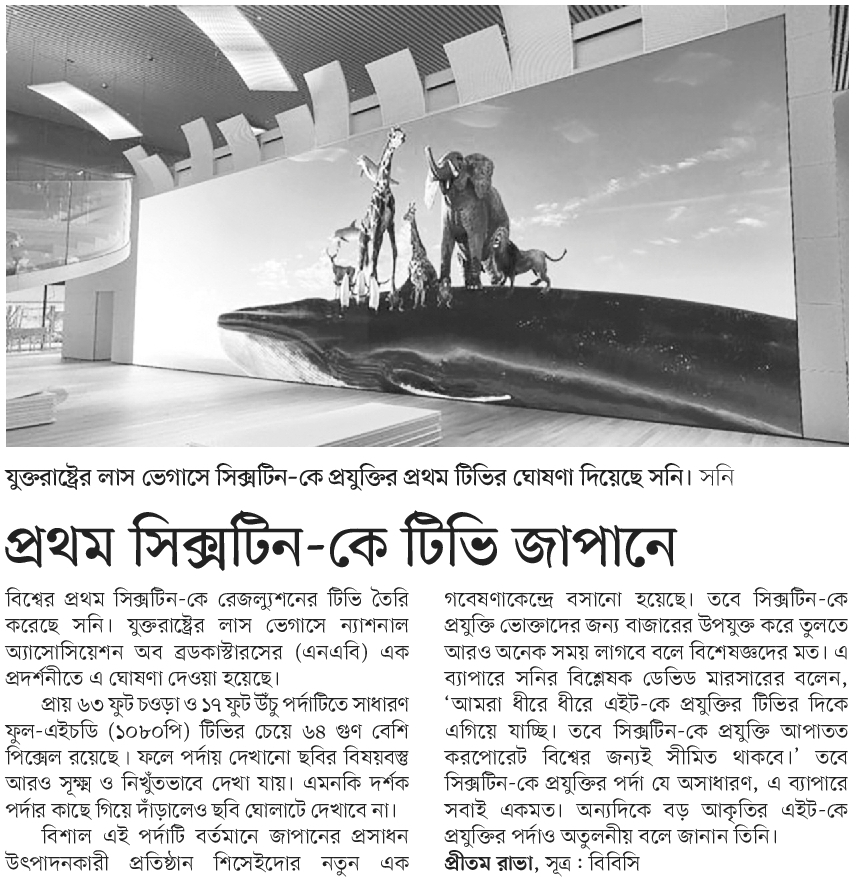 যুক্তরাষ্ট্রের লাস ভেগাসে সিক্সটিন-কে প্রযুক্তির প্রথম টিভির ঘোষণা দিয়েছে সনি। সনি
প্রথম সিক্সটিন-কে টিভি জাপানে
বিশ্বের প্রথম সিক্সটিন-কে রেজল্যুশনের টিভি তৈরি
করেছে সনি। যুক্তরাষ্ট্রের লাস ভেগাসে ন্যাশনাল
অ্যাসোসিয়েশন অব ব্রডকাস্টারসের (এনএবি) এক
প্রদর্শনীতে এ ঘোষণা দেওয়া হয়েছে।
প্রায় ৬৩ ফুট চওড়া ও ১৭ ফুট উঁচু পর্দাটিতে সাধারণ
ফুল-এইচডি (১০৮০পি) টিভির চেয়ে ৬৪ গুণ বেশি
পিক্সেল রয়েছে। ফলে পর্দায় দেখানো ছবির বিষয়বস্তু
আরও সূক্ষ্ম ও নিখুঁতভাবে দেখা যায়। এমনকি দর্শক
পর্দার কাছে গিয়ে দাঁড়ালেও ছবি ঘোলাটে দেখাবে না।
বিশাল এই পর্দাটি বর্তমানে জাপানের প্রসাধন
উৎপাদনকারী প্রতিষ্ঠান শিসেইদোর নতুন এক
গবেষণাকেন্দ্রে বসানো হয়েছে। তবে সিক্সটিন-কে
প্রযুক্তি ভোক্তাদের জন্য বাজারের উপযুক্ত করে তুলতে
আরও অনেক সময় লাগবে বলে বিশেষজ্ঞদের মত। এ
ব্যাপারে সনির বিশ্লেষক ডেভিড মারসারের বলেন,
‘আমরা ধীরে ধীরে এইট-কে প্রযুক্তির টিভির দিকে
এগিয়ে যাচ্ছি। তবে সিক্সটিন-কে প্রযুক্তি আপাতত
করপোরেট বিশ্বের জন্যই সীমিত থাকবে।’ তবে
সিক্সটিন-কে প্রযুক্তির পর্দা যে অসাধারণ, এ ব্যাপারে
সবাই একমত। অন্যদিকে বড় আকৃতির এইট-কে
প্রযুক্তির পর্দাও অতুলনীয় বলে জানান তিনি।
প্রীতম রাভা, সূত্র : বিবিসি